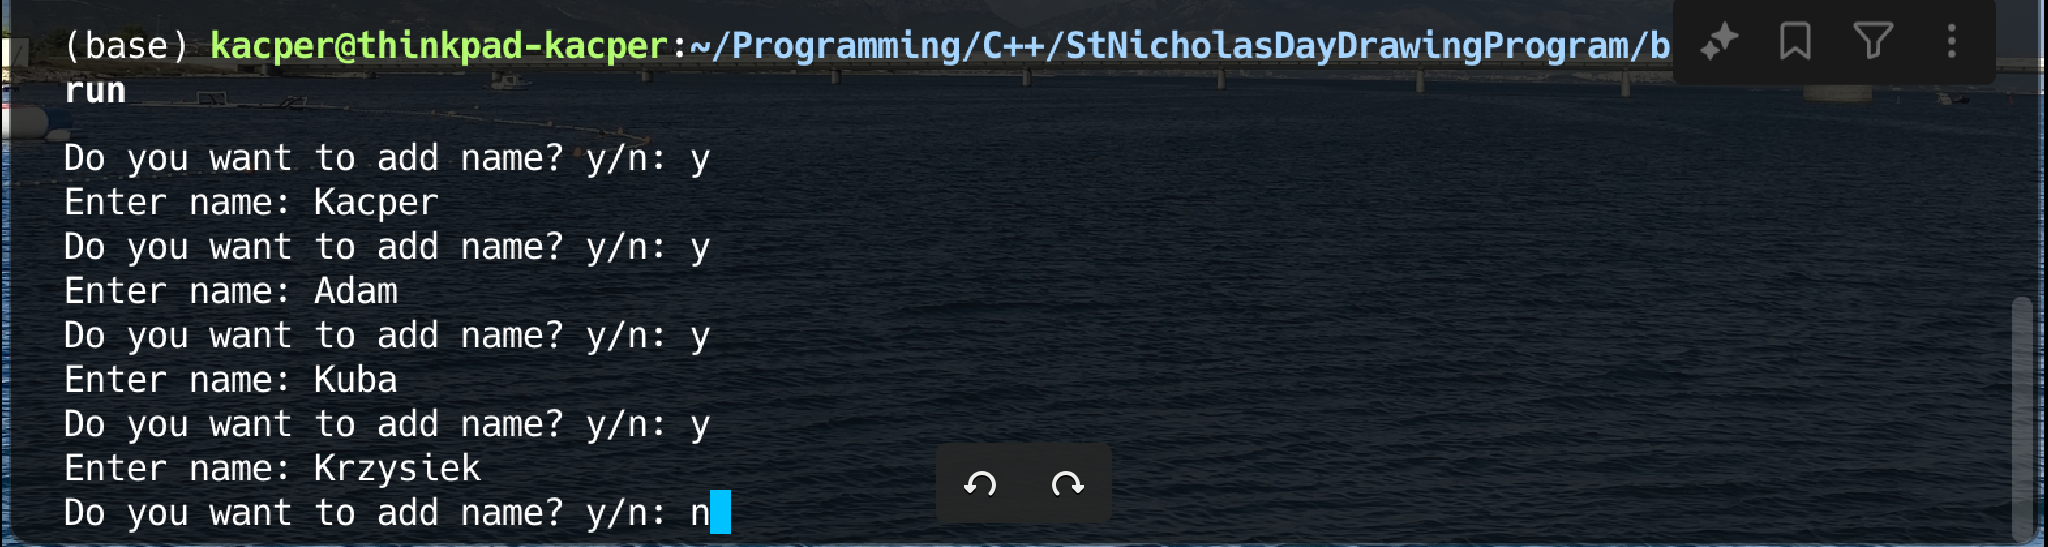 (base) kacper@thinkpad-kacper:~/Programming/C++/StNicholasDayDrawingProgram/b
run
Do you want to add name? y/n: y
Enter name: Kacper
Do you want to add name? y/n: y
Enter name: Adam
Do you want to add name? y/n: y
Enter name: Kuba
Do you want to add name? y/n: y
Enter name: Krzysiek
Do you want to add name? y/n: n